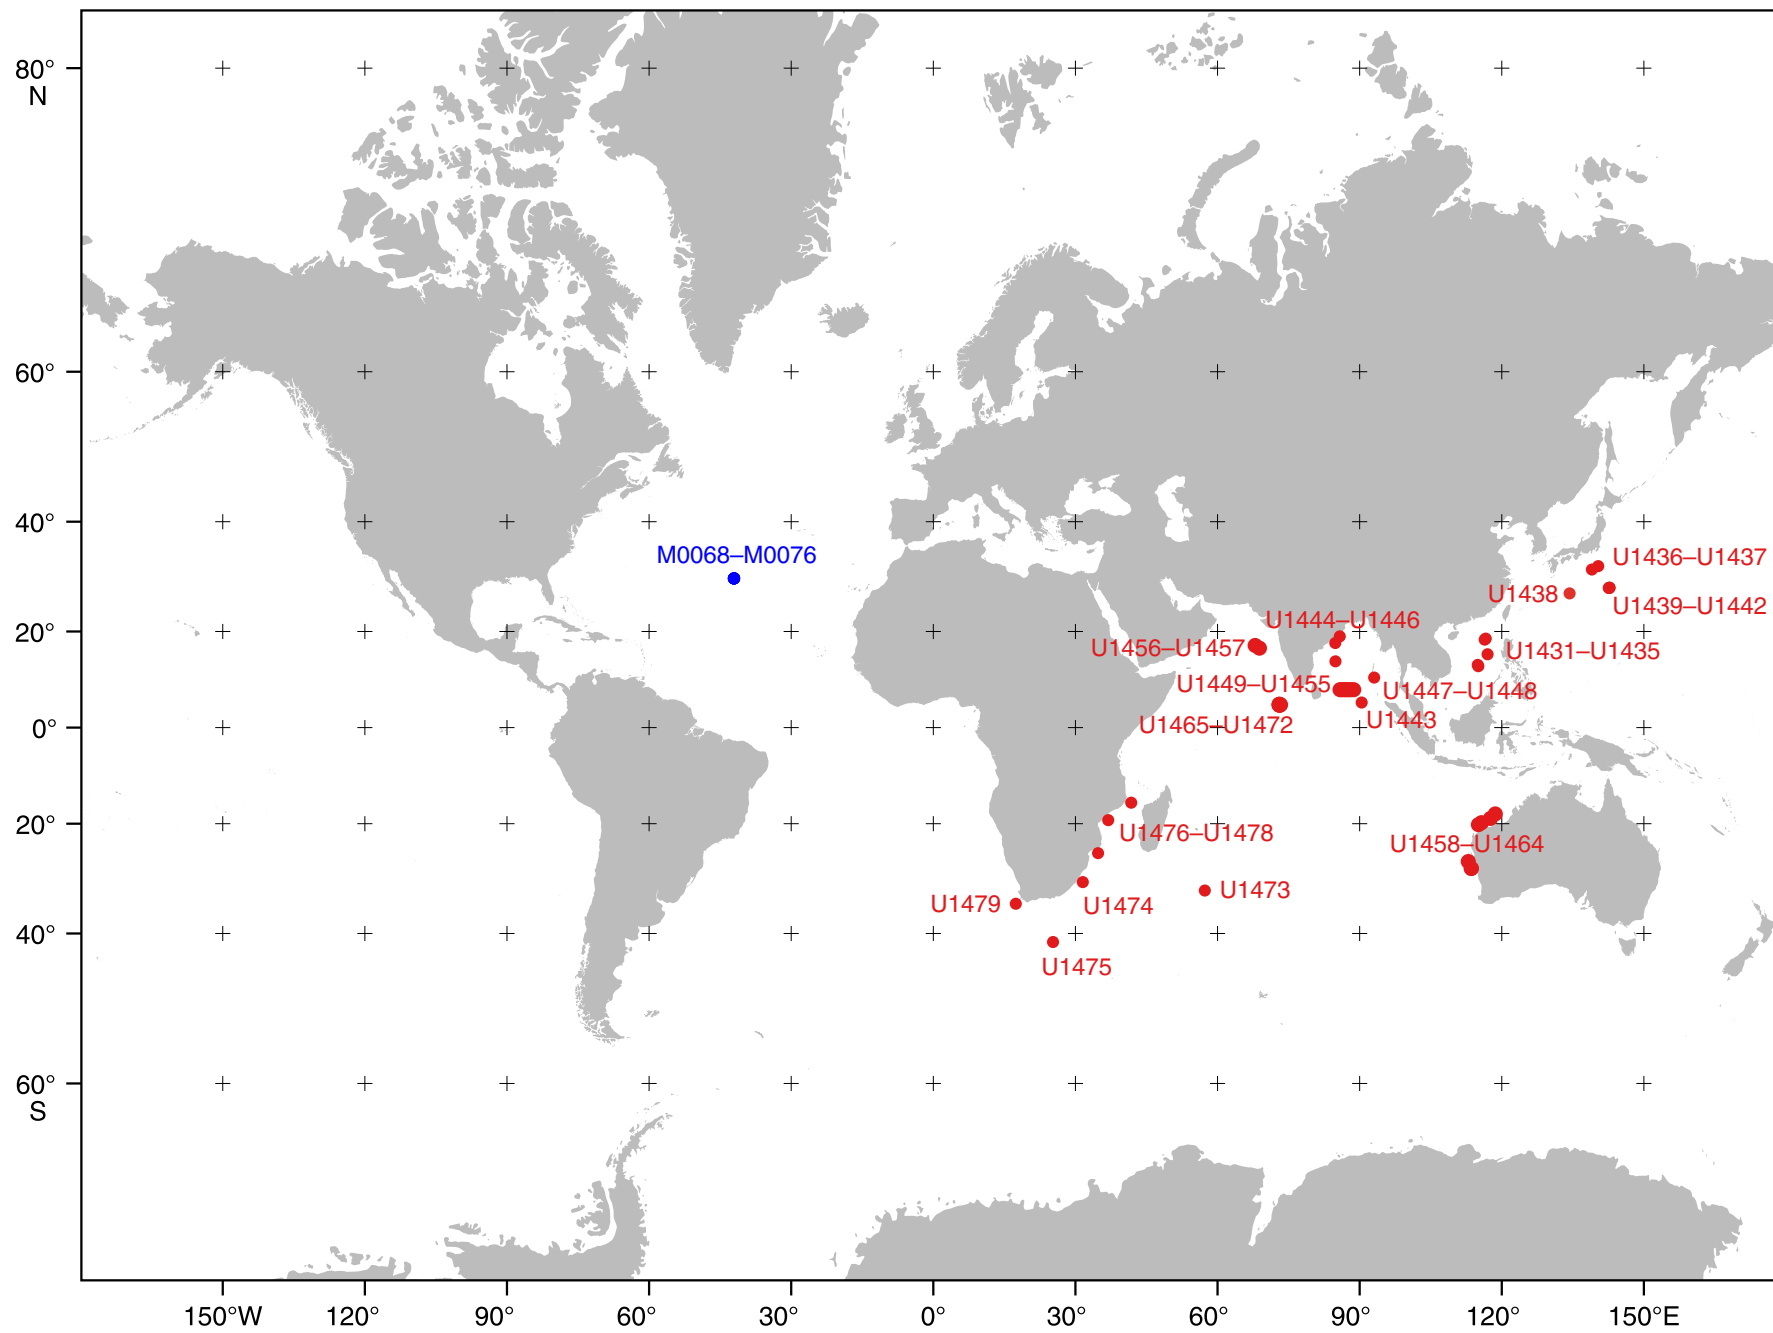 80°
N
60°
M0068–M0076
40°
U1436–U1437
U1438
U1439–U1442
20°
U1444–U1446
U1456–U1457
U1431–U1435
U1449–U1455
U1447–U1448
U1465–U1472
U1443
0°
20°
U1476–U1478
U1458–U1464
U1473
U1479
U1474
40°
U1475
60°
S
150°W 120° 90° 60° 30° 0° 30° 60° 90° 120° 150°E